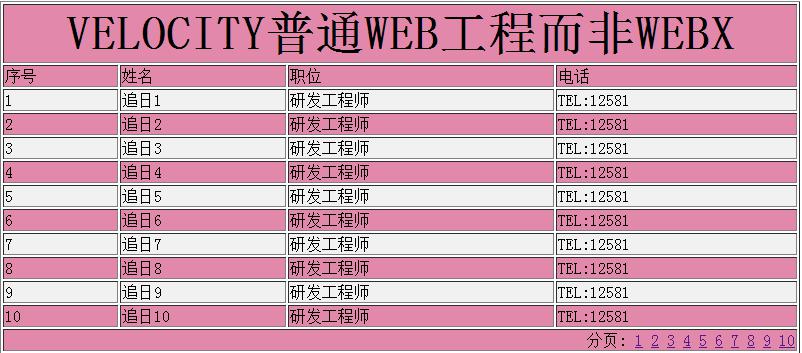 VELOCITY普通WEB工程而非WEBX
序号 姓名 职位 电话
1 追日1 研发工程师 TEL:12581
2 追日2 研发工程师 TEL:12581
3 追日3 研发工程师 TEL:12581
4 追日4 研发工程师 TEL:12581
5 追日5 研发工程师 TEL:12581
6 追日6 研发工程师 TEL:12581
7 追日7 研发工程师 TEL:12581
8 追日8 研发工程师 TEL:12581
9 追日9 研发工程师 TEL:12581
10 追日10 研发工程师 TEL:12581
分页: 1 2 3 4 5 6 7 8 9 10